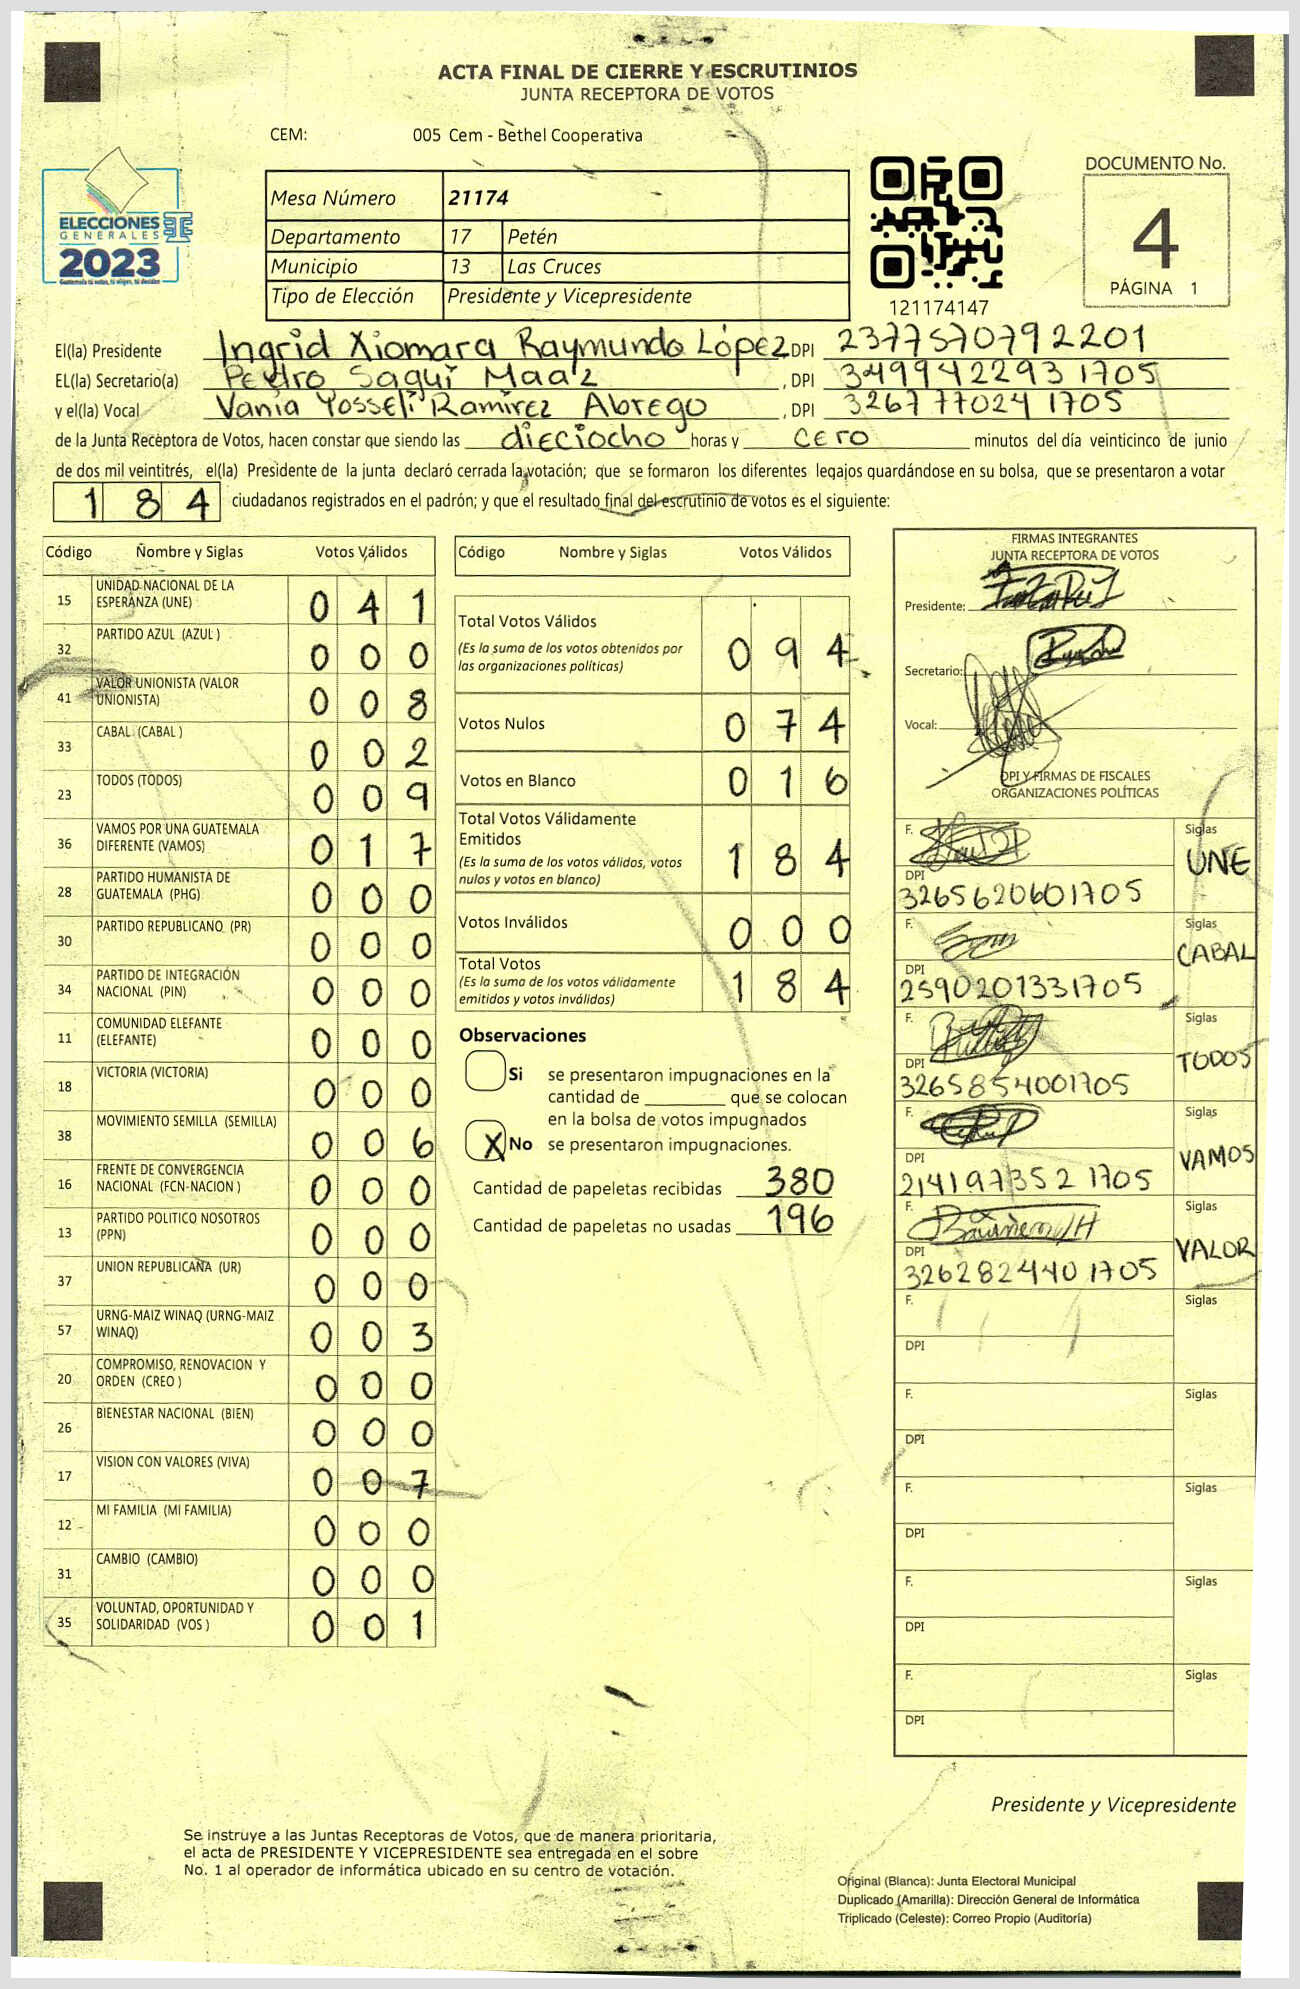 ACTA FINAL DE CIERRE Y ESCRUTINIOS
JUNTA RECEPTORA DE VOTOS
CEM: 005 Cem - Bethel Cooperativa
ELECCIONES
GENERALES
2023
Guatemala tú votas, tú eliges, tú decides
Mesa Número 21174
Departamento 17 Petén
Municipio 13 Las Cruces
Tipo de Elección Presidente y Vicepresidente
121174147
DOCUMENTO No.
4
PÁGINA 1
El(la) Presidente Ingrid Xiomara Raymundo López DPI 2377570792201
EL(la) Secretario(a) Pedro Saquí Maaz , DPI 3499422931705
y el(la) Vocal Vania Yosseli Ramírez Abrego , DPI 3267770241705
de la Junta Receptora de Votos, hacen constar que siendo las dieciocho horas y cero minutos del día veinticinco de junio
de dos mil veintitrés, el(la) Presidente de la junta declaró cerrada la votación; que se formaron los diferentes legajos guardándose en su bolsa, que se presentaron a votar
184 ciudadanos registrados en el padrón; y que el resultado final del escrutinio de votos es el siguiente:
Código Nombre y Siglas Votos Válidos
15 UNIDAD NACIONAL DE LA ESPERANZA (UNE) 0 4 1
32 PARTIDO AZUL (AZUL ) 0 0 0
41 VALOR UNIONISTA (VALOR UNIONISTA) 0 0 8
33 CABAL (CABAL ) 0 0 2
23 TODOS (TODOS) 0 0 9
36 VAMOS POR UNA GUATEMALA DIFERENTE (VAMOS) 0 1 7
28 PARTIDO HUMANISTA DE GUATEMALA (PHG) 0 0 0
30 PARTIDO REPUBLICANO (PR) 0 0 0
34 PARTIDO DE INTEGRACIÓN NACIONAL (PIN) 0 0 0
11 COMUNIDAD ELEFANTE (ELEFANTE) 0 0 0
18 VICTORIA (VICTORIA) 0 0 0
38 MOVIMIENTO SEMILLA (SEMILLA) 0 0 6
16 FRENTE DE CONVERGENCIA NACIONAL (FCN-NACION ) 0 0 0
13 PARTIDO POLITICO NOSOTROS (PPN) 0 0 0
37 UNION REPUBLICANA (UR) 0 0 0
57 URNG-MAIZ WINAQ (URNG-MAIZ WINAQ) 0 0 3
20 COMPROMISO, RENOVACION Y ORDEN (CREO ) 0 0 0
26 BIENESTAR NACIONAL (BIEN) 0 0 0
17 VISION CON VALORES (VIVA) 0 0 7
12 MI FAMILIA (MI FAMILIA) 0 0 0
31 CAMBIO (CAMBIO) 0 0 0
35 VOLUNTAD, OPORTUNIDAD Y SOLIDARIDAD (VOS ) 0 0 1
Código Nombre y Siglas Votos Válidos
Total Votos Válidos 0 9 4
(Es la suma de los votos obtenidos por
las organizaciones políticas)
Votos Nulos 0 7 4
Votos en Blanco 0 1 6
Total Votos Válidamente
Emitidos 1 8 4
(Es la suma de los votos válidos, votos
nulos y votos en blanco)
Votos Inválidos 0 0 0
Total Votos 1 8 4
(Es la suma de los votos válidamente
emitidos y votos inválidos)
Observaciones
Si se presentaron impugnaciones en la
cantidad de ________ que se colocan
en la bolsa de votos impugnados
X No se presentaron impugnaciones.
Cantidad de papeletas recibidas 380
Cantidad de papeletas no usadas 196
FIRMAS INTEGRANTES
JUNTA RECEPTORA DE VOTOS
Presidente:
Secretario:
Vocal:
DPI Y FIRMAS DE FISCALES
ORGANIZACIONES POLÍTICAS
F. Siglas
UNE
DPI
3265620601705
F. Siglas
CABAL
DPI
2590201331705
F. Siglas
TODOS
DPI
3265854001705
F. Siglas
VAMOS
DPI
2141973521705
F. Siglas
VALOR
DPI
3262824401705
F. Siglas
DPI
F. Siglas
DPI
F. Siglas
DPI
F. Siglas
DPI
F. Siglas
DPI
Presidente y Vicepresidente
Se instruye a las Juntas Receptoras de Votos, que de manera prioritaria,
el acta de PRESIDENTE Y VICEPRESIDENTE sea entregada en el sobre
No. 1 al operador de informática ubicado en su centro de votación.
Original (Blanca): Junta Electoral Municipal
Duplicado (Amarilla): Dirección General de Informática
Triplicado (Celeste): Correo Propio (Auditoría)